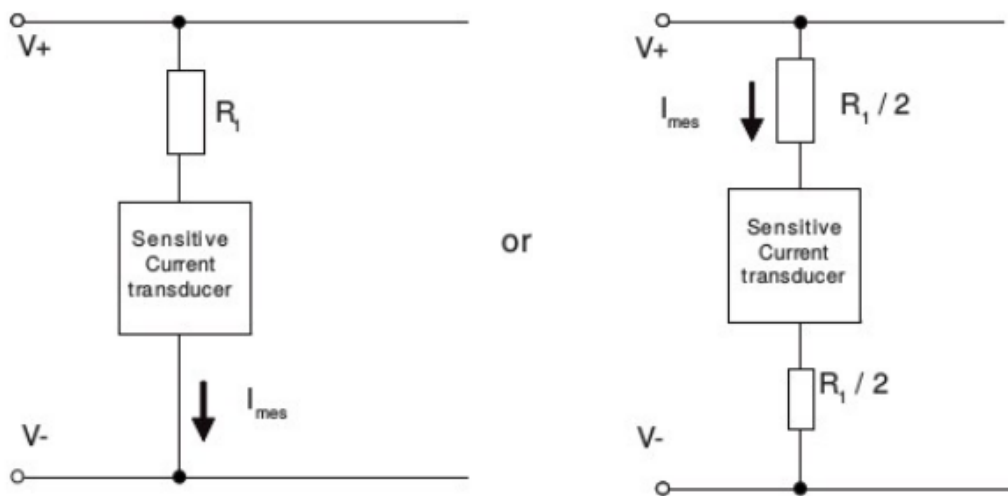 V+
R₁
Sensitive
Current
transducer
Iₘₑₛ
V-
or
V+
Iₘₑₛ
R₁ / 2
Sensitive
Current
transducer
R₁ / 2
V-